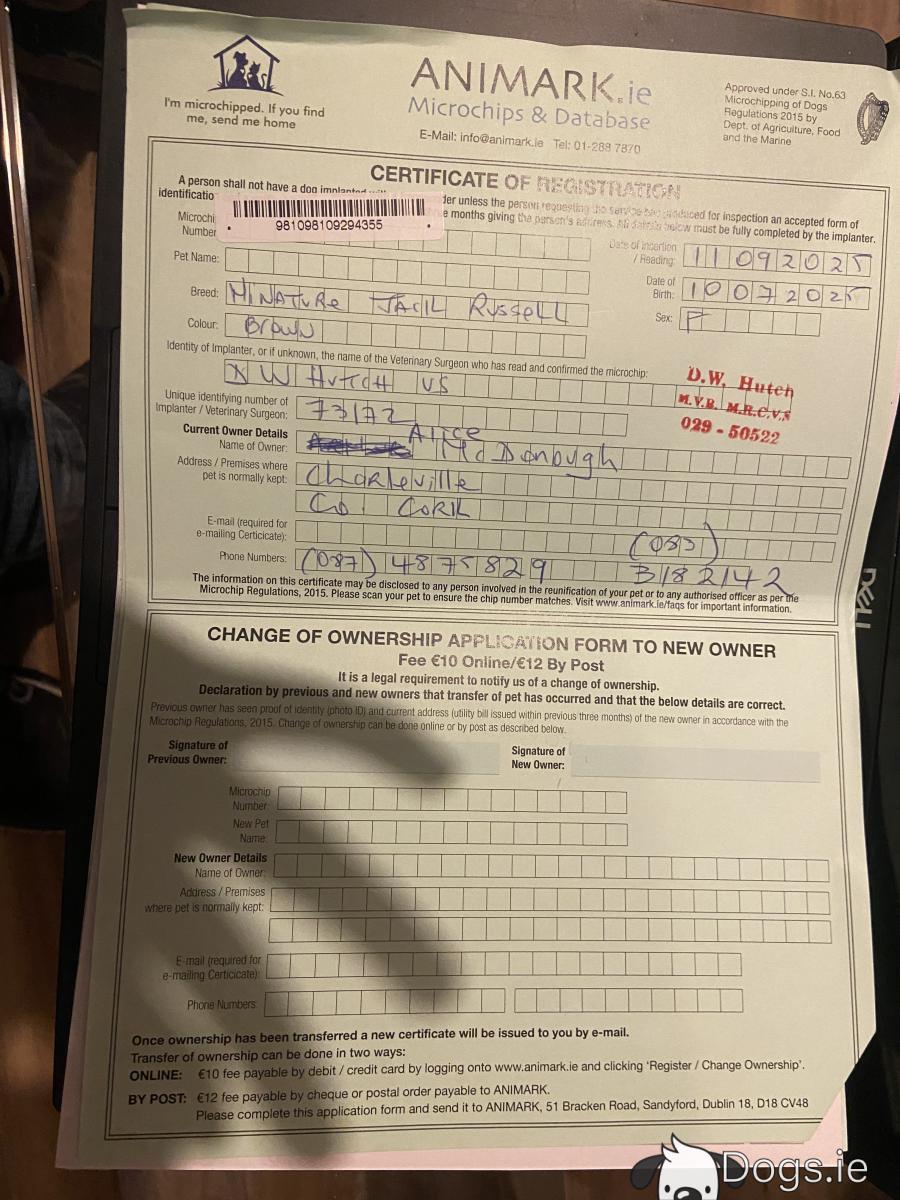 I'm microchipped. If you find
me, send me home
ANIMARK.ie
Microchips & Database
E-Mail: info@animark.ie Tel: 01-288 7870
Approved under S.I. No.63
Microchipping of Dogs
Regulations 2015 by
Dept. of Agriculture, Food
and the Marine
CERTIFICATE OF REGISTRATION
A person shall not have a dog implanted der unless the person requesting the service has produced for inspection an accepted form of
identificatio e months giving the person's address. All details below must be fully completed by the implanter.
981098109294355
Microchi
Number
Date of Insertion
/ Reading: 11092025
Pet Name:
Date of
Birth: 10072025
Breed: MINATURE JACK RUSSELL
Sex: F
Colour: BROWN
Identity of Implanter, or if unknown, the name of the Veterinary Surgeon who has read and confirmed the microchip:
D W HUTCH VS
D.W. Hutch
M.V.B. M.R.C.V.S
029 - 50522
Unique identifying number of
Implanter / Veterinary Surgeon: 73172
Current Owner Details
Name of Owner: Alice McDonough
Address / Premises where
pet is normally kept: Charleville
Co CORK
E-mail (required for
e-mailing Certicicate):
Phone Numbers: (087) 4875829 (083) 3182142
The information on this certificate may be disclosed to any person involved in the reunification of your pet or to any authorised officer as per the
Microchip Regulations, 2015. Please scan your pet to ensure the chip number matches. Visit www.animark.ie/faqs for important information.
CHANGE OF OWNERSHIP APPLICATION FORM TO NEW OWNER
Fee €10 Online/€12 By Post
It is a legal requirement to notify us of a change of ownership.
Declaration by previous and new owners that transfer of pet has occurred and that the below details are correct.
Previous owner has seen proof of identity (photo ID) and current address (utility bill issued within previous three months) of the new owner in accordance with the
Microchip Regulations, 2015. Change of ownership can be done online or by post as described below.
Signature of
Previous Owner:
Signature of
New Owner:
Microchip
Number:
New Pet
Name:
New Owner Details
Name of Owner:
Address / Premises
where pet is normally kept:
E-mail (required for
e-mailing Certicicate):
Phone Numbers:
Once ownership has been transferred a new certificate will be issued to you by e-mail.
Transfer of ownership can be done in two ways:
ONLINE: €10 fee payable by debit / credit card by logging onto www.animark.ie and clicking 'Register / Change Ownership'.
BY POST: €12 fee payable by cheque or postal order payable to ANIMARK.
Please complete this application form and send it to ANIMARK, 51 Bracken Road, Sandyford, Dublin 18, D18 CV48
DELL
Dogs.ie